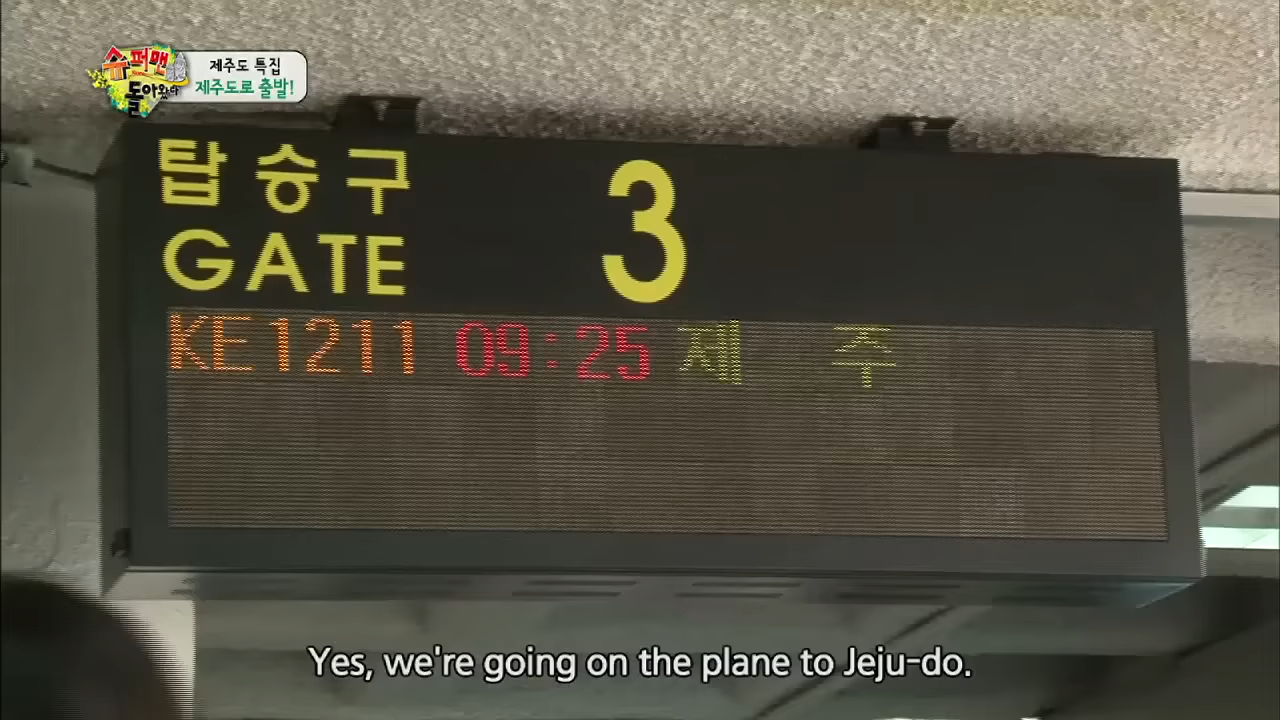 슈퍼맨이
돌아왔다
제주도 특집
제주도로 출발!
탑승구 3
GATE
KE1211 09:25 제 주
Yes, we're going on the plane to Jeju-do.